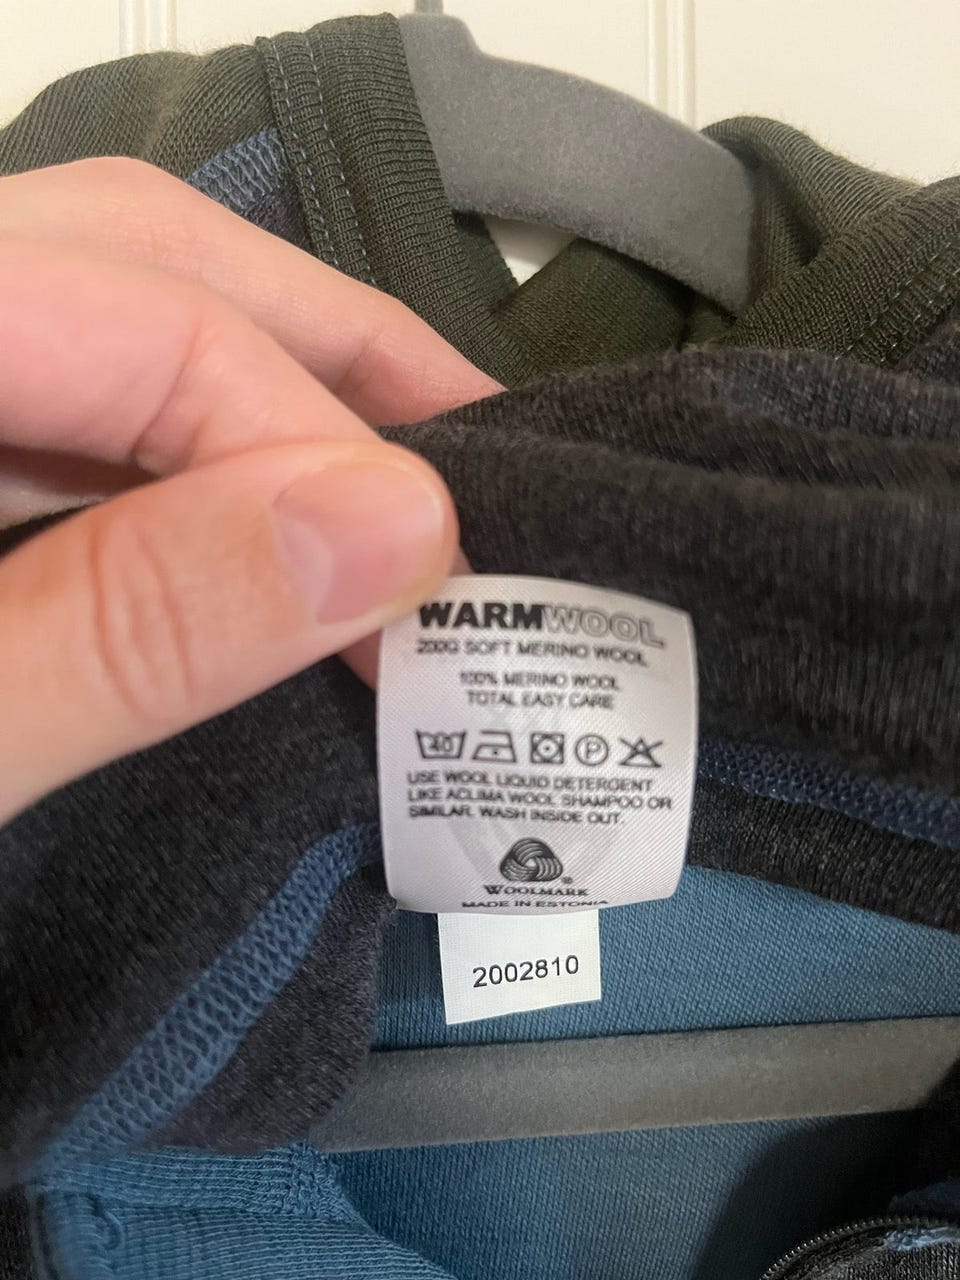 WARMWOOL
200G SOFT MERINO WOOL
100% MERINO WOOL
TOTAL EASY CARE
40 P
USE WOOL LIQUID DETERGENT
LIKE ACLIMA WOOL SHAMPOO OR
SIMILAR. WASH INSIDE OUT.
®
WOOLMARK
MADE IN ESTONIA
2002810